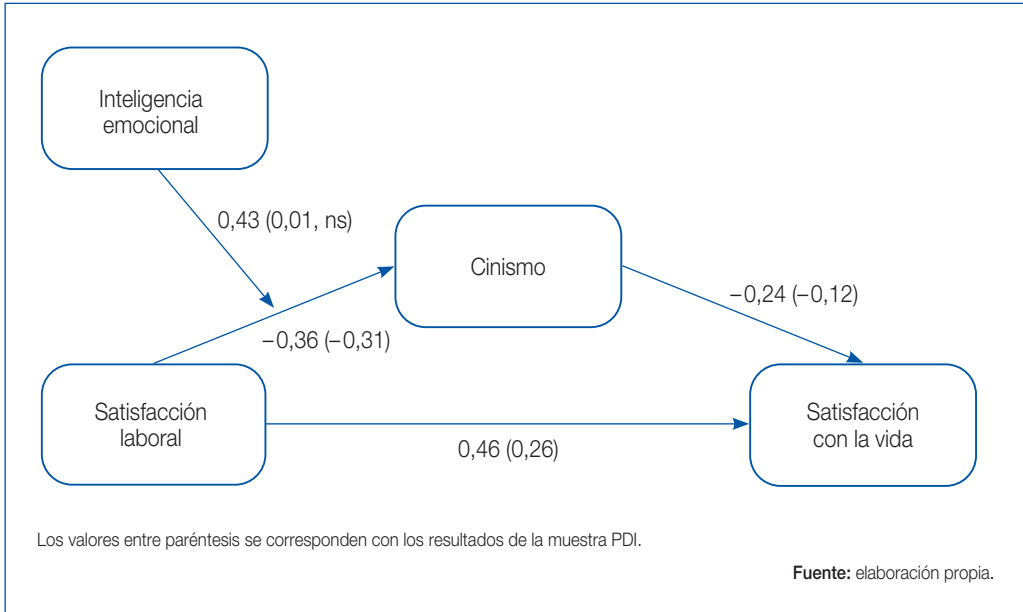 Inteligencia
emocional
0,43 (0,01, ns)
Cinismo
−0,24 (−0,12)
−0,36 (−0,31)
Satisfacción
laboral
Satisfacción
con la vida
0,46 (0,26)
Los valores entre paréntesis se corresponden con los resultados de la muestra PDI.
Fuente: elaboración propia.